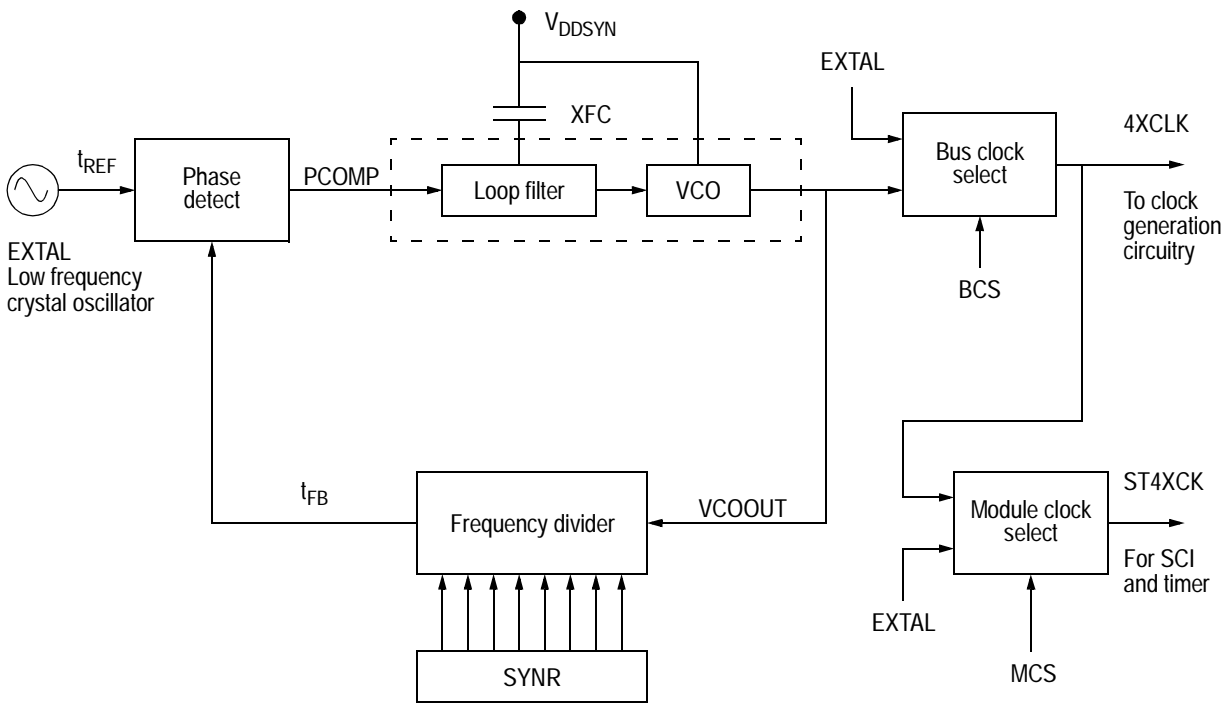 VDDSYN
EXTAL
XFC
4XCLK
tREF
Phase
detect
PCOMP
Loop filter
VCO
Bus clock
select
To clock
generation
circuitry
EXTAL
Low frequency
crystal oscillator
BCS
tFB
Frequency divider
VCOOUT
Module clock
select
ST4XCK
For SCI
and timer
EXTAL
SYNR
MCS